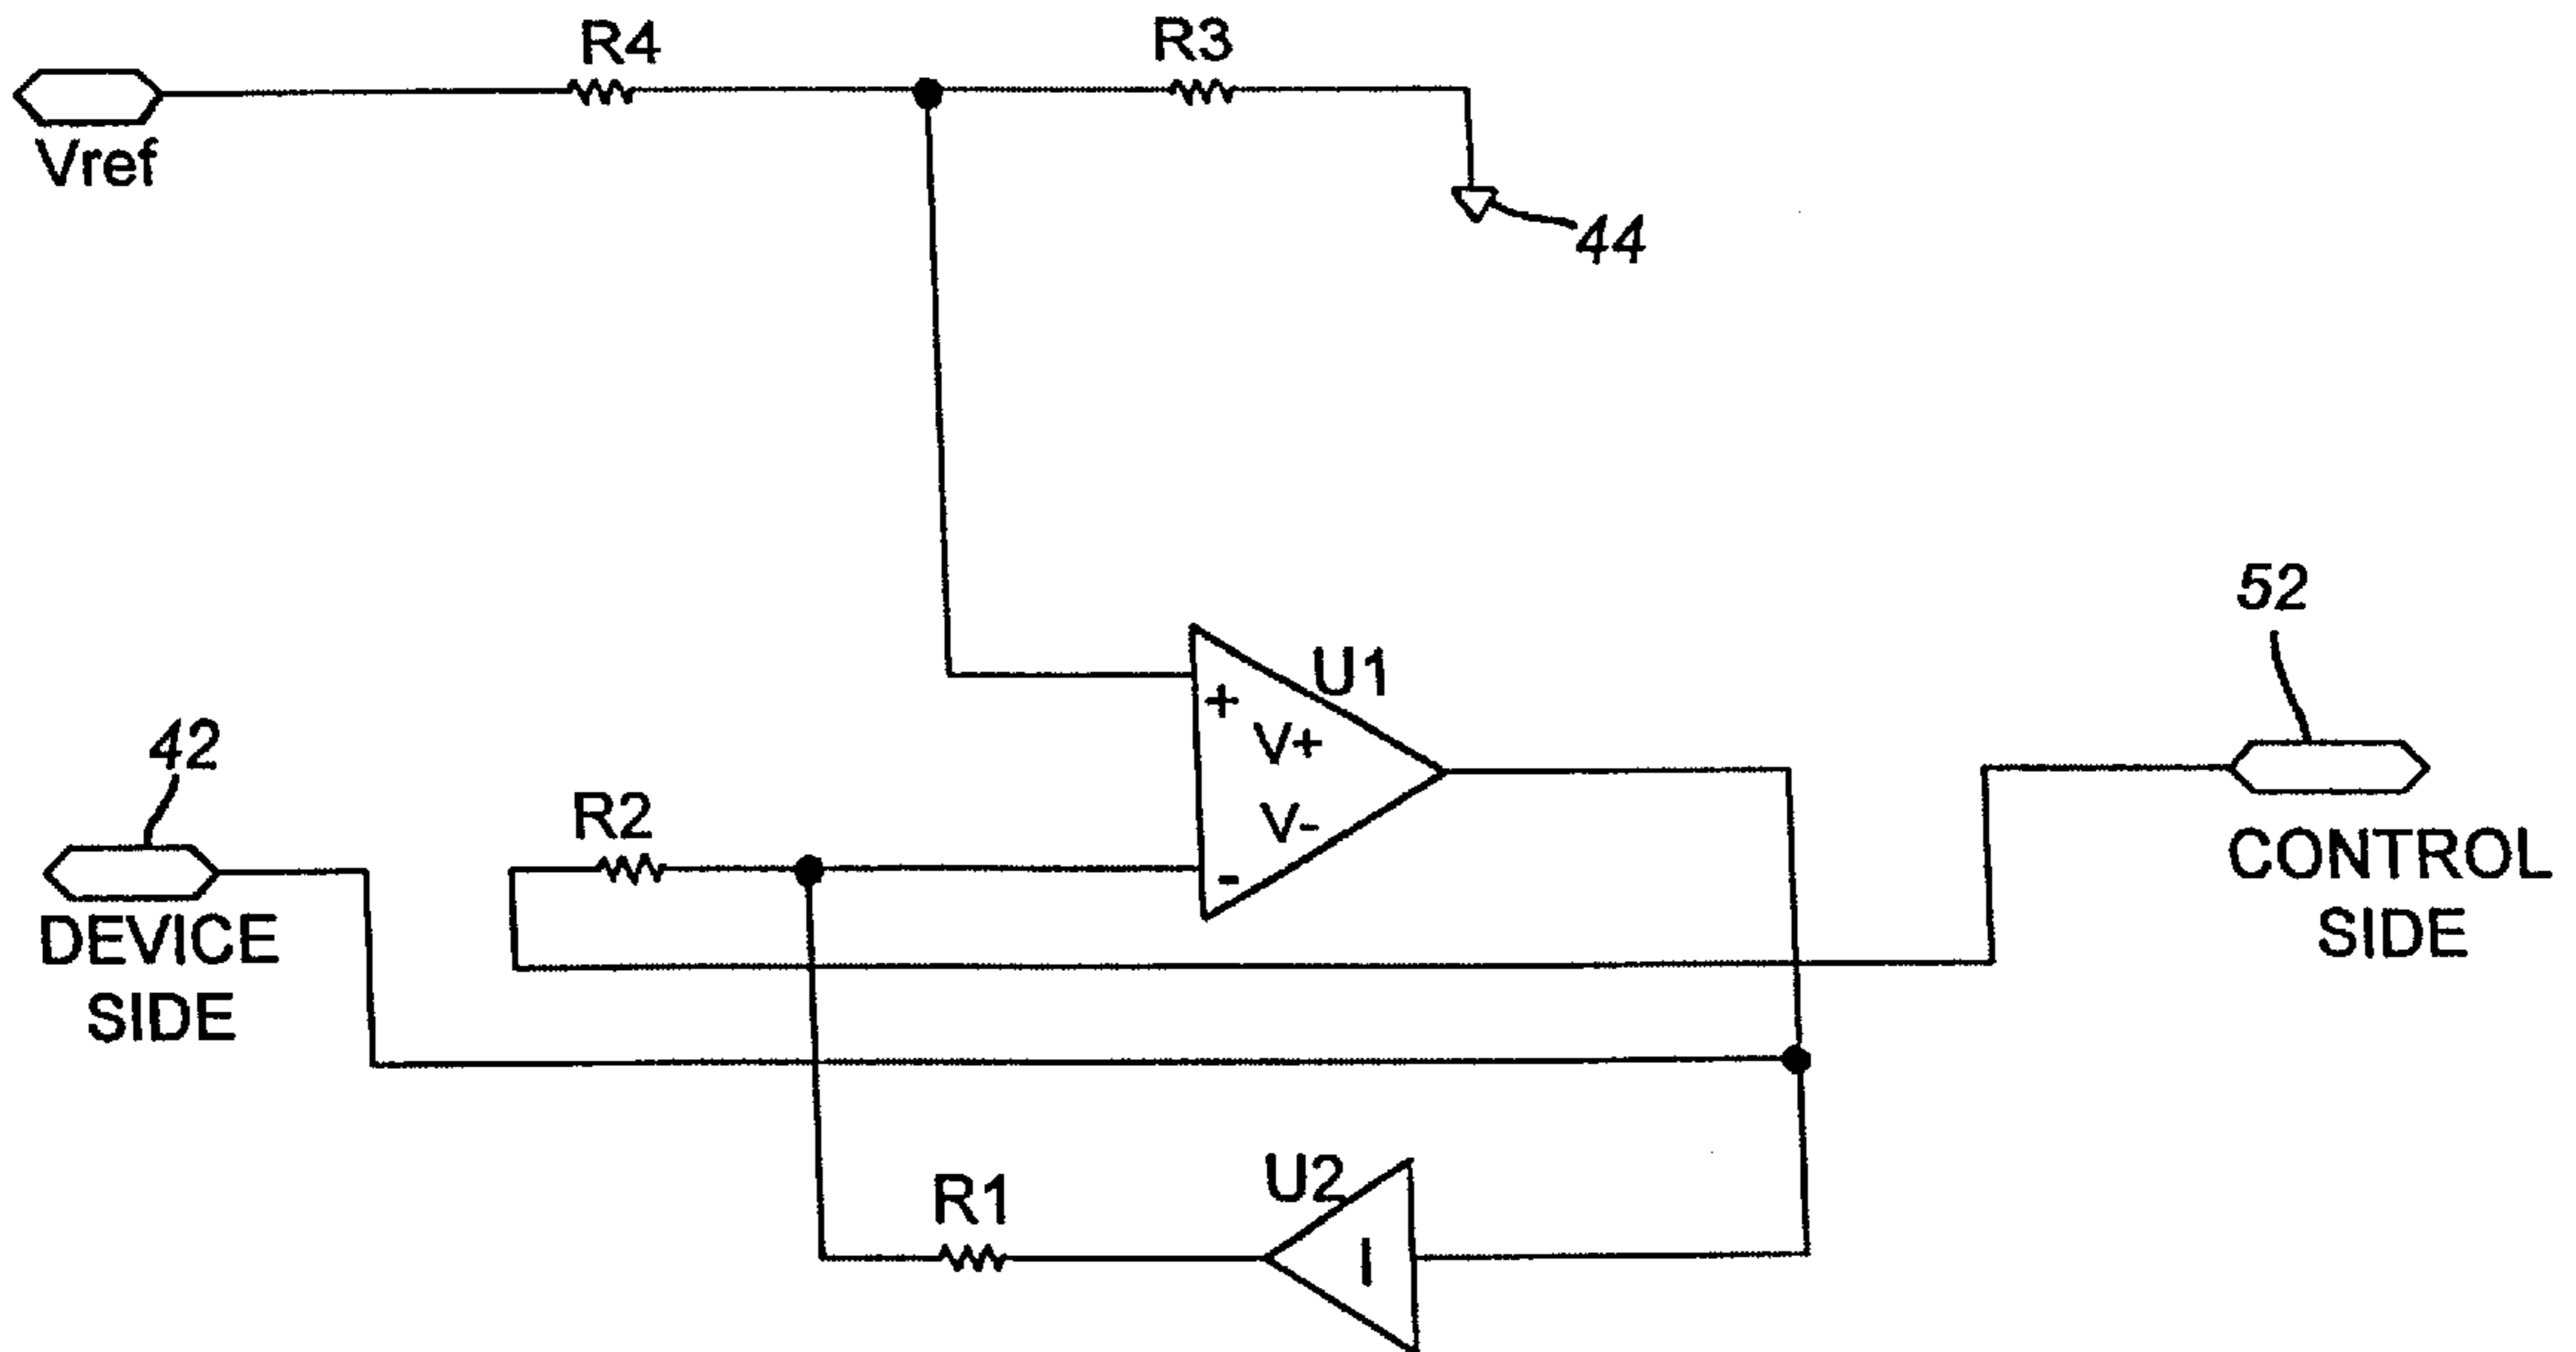 R4
R3
Vref
44
U1
+
V+
V-
-
52
42
R2
DEVICE
SIDE
CONTROL
SIDE
R1
U2
I